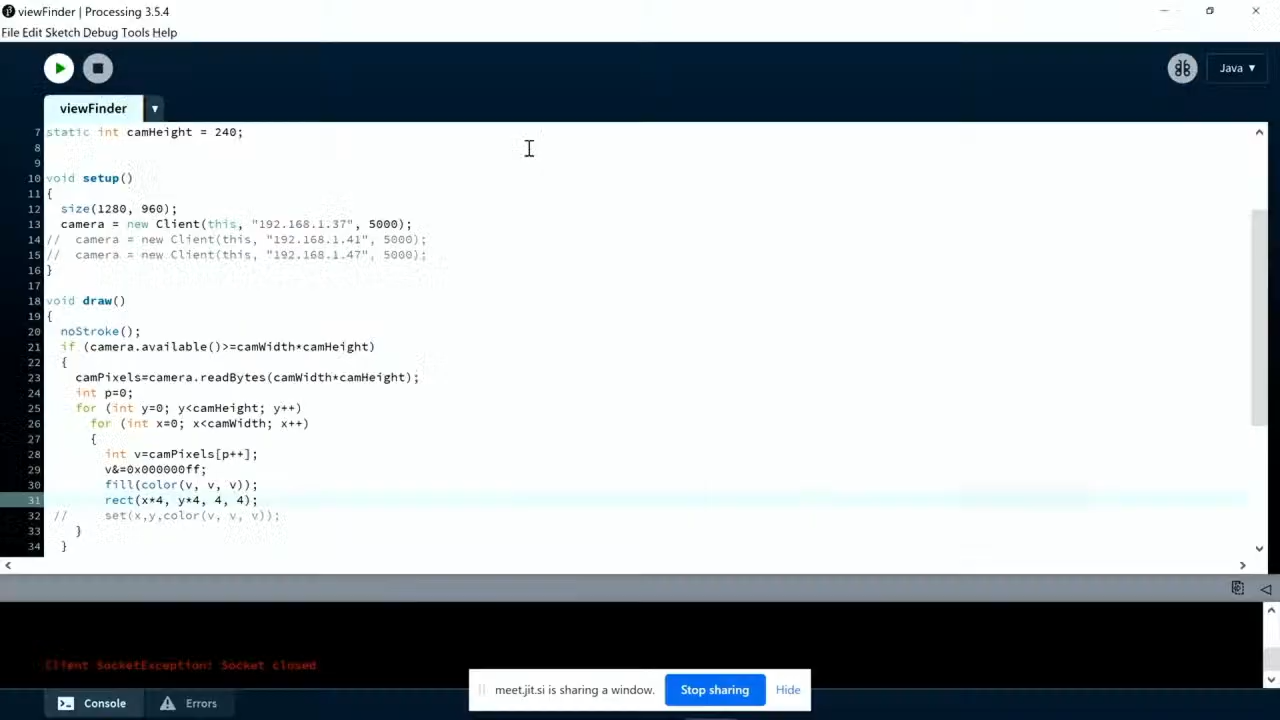 viewFinder | Processing 3.5.4
File Edit Sketch Debug Tools Help
Java ▼
viewFinder ▼
7 static int camHeight = 240;
8
9
10 void setup()
11 {
12   size(1280, 960);
13   camera = new Client(this, "192.168.1.37", 5000);
14 //  camera = new Client(this, "192.168.1.41", 5000);
15 //  camera = new Client(this, "192.168.1.47", 5000);
16 }
17
18 void draw()
19 {
20   noStroke();
21   if (camera.available()>=camWidth*camHeight)
22   {
23     camPixels=camera.readBytes(camWidth*camHeight);
24     int p=0;
25     for (int y=0; y<camHeight; y++)
26       for (int x=0; x<camWidth; x++)
27       {
28         int v=camPixels[p++];
29         v&=0x000000ff;
30         fill(color(v, v, v));
31         rect(x*4, y*4, 4, 4);
32 //     set(x,y,color(v, v, v));
33     }
34   }
Client SocketException: Socket closed
meet.jit.si is sharing a window. Stop sharing Hide
Console Errors